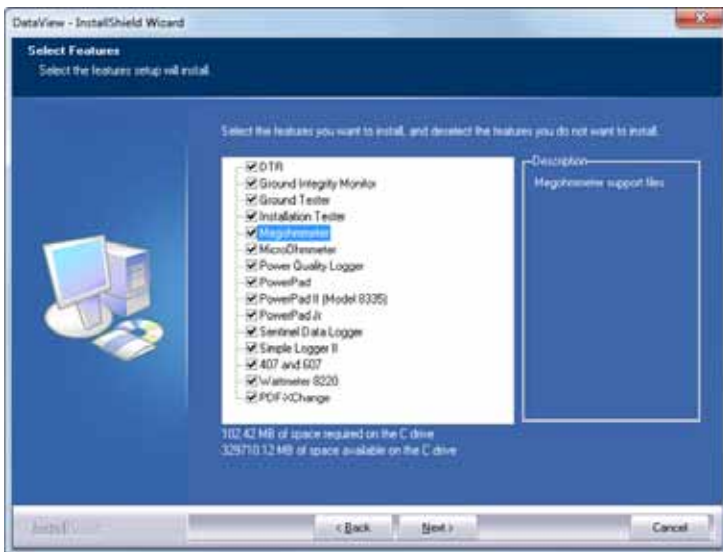 DataView - InstallShield Wizard
Select Features
Select the features setup will install.
Select the features you want to install, and deselect the features you do not want to install.
DTR
Ground Integrity Monitor
Ground Tester
Installation Tester
Megohmmeter
MicroOhmmeter
Power Quality Logger
PowerPad
PowerPad II (Model 8335)
PowerPad Jr
Sentinel Data Logger
Simple Logger II
407 and 607
Wattmeter 8220
PDF-XChange
Description
Megohmmeter support files
102.42 MB of space required on the C drive
329710.12 MB of space available on the C drive
< Back
Next >
Cancel